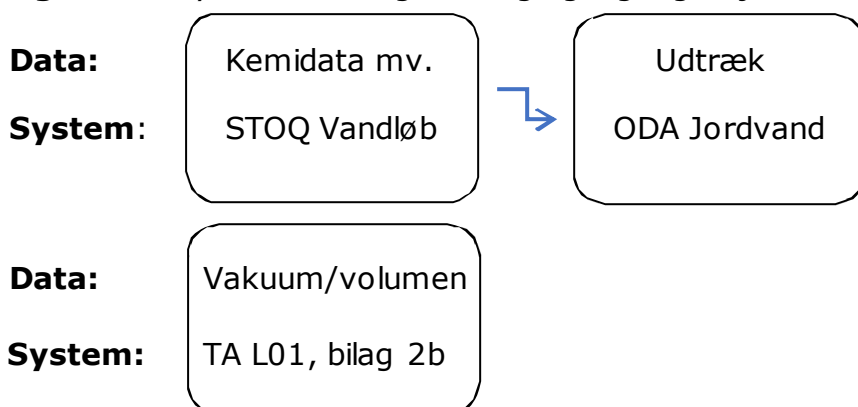 Data: Kemidata mv. Udtræk
System: STOQ Vandløb ODA Jordvand
Data: Vakuum/volumen
System: TA L01, bilag 2b